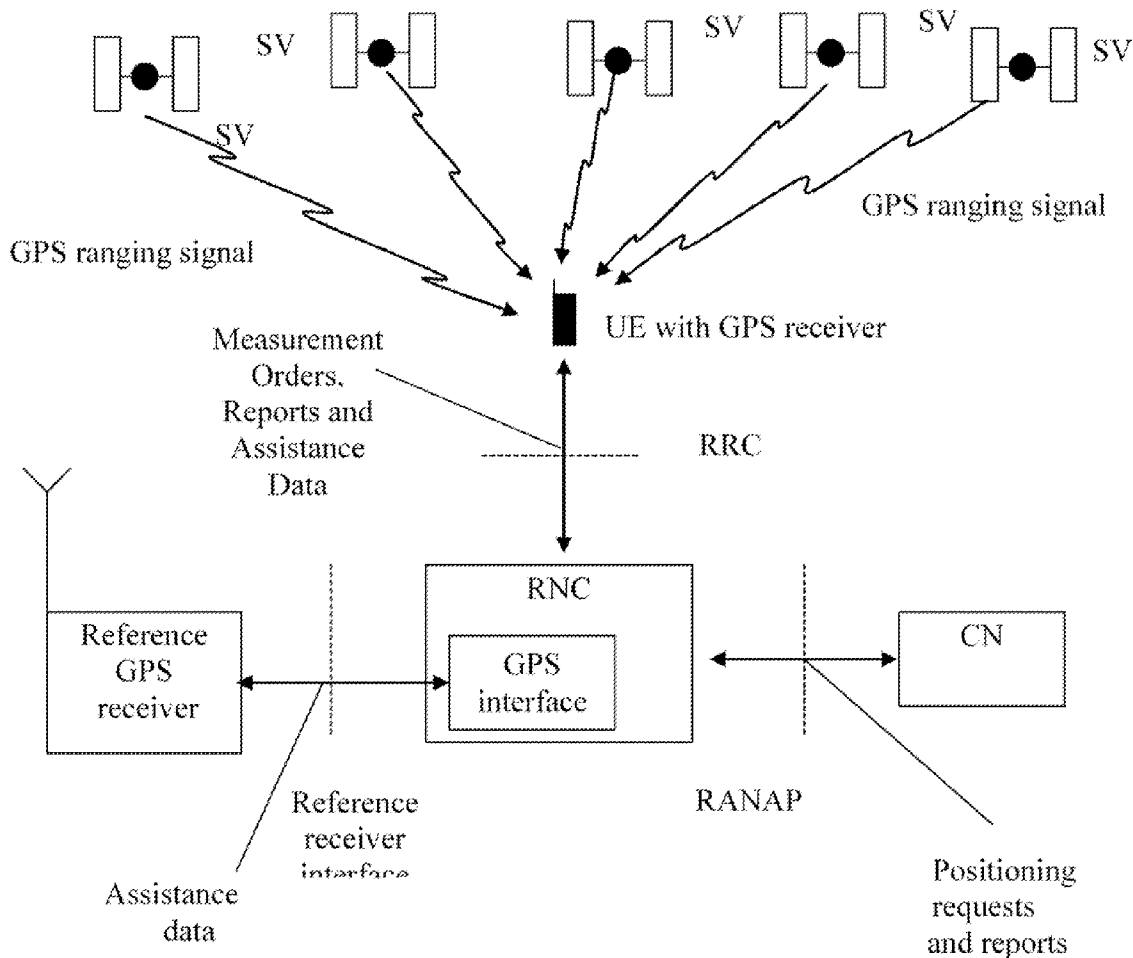 SV
SV
SV
SV
SV
GPS ranging signal
GPS ranging signal
UE with GPS receiver
Measurement
Orders,
Reports and
Assistance
Data
RRC
RNC
GPS
interface
Reference
GPS
receiver
CN
RANAP
Reference
receiver
interface
Assistance
data
Positioning
requests
and reports